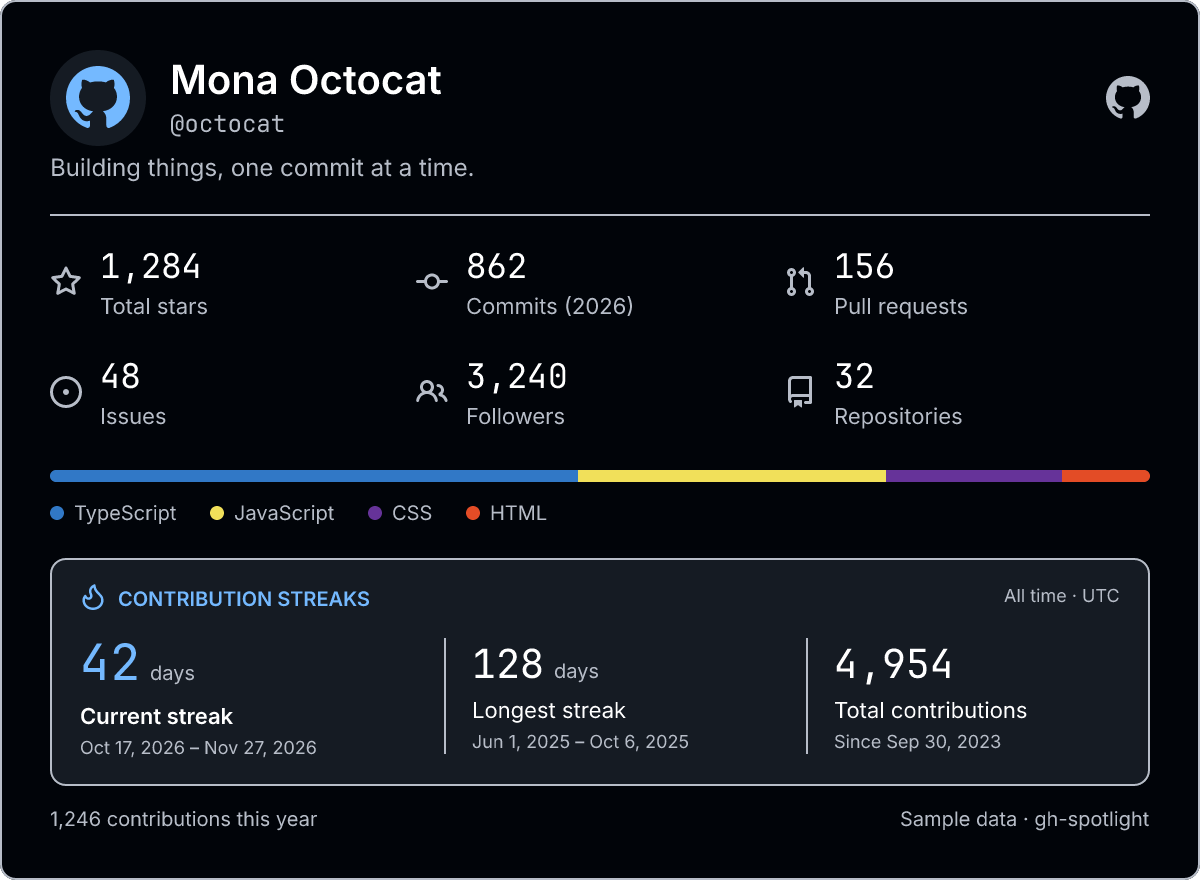 Mona Octocat
@octocat
Building things, one commit at a time.
1,284
Total stars
862
Commits (2026)
156
Pull requests
48
Issues
3,240
Followers
32
Repositories
TypeScript
JavaScript
CSS
HTML
CONTRIBUTION STREAKS
All time · UTC
42 days
Current streak
Oct 17, 2026 – Nov 27, 2026
128 days
Longest streak
Jun 1, 2025 – Oct 6, 2025
4,954
Total contributions
Since Sep 30, 2023
1,246 contributions this year
Sample data · gh-spotlight